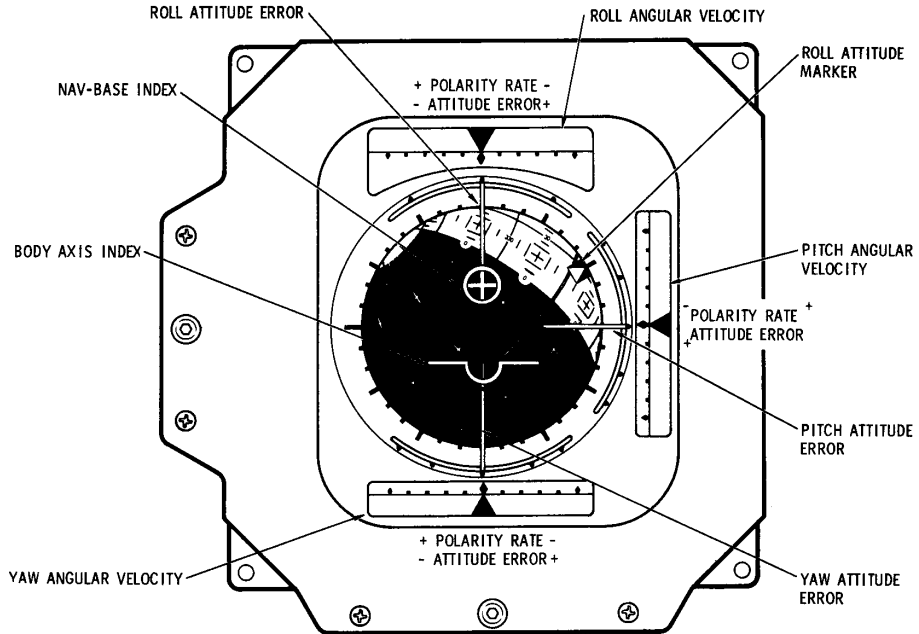 ROLL ATTITUDE ERROR
ROLL ANGULAR VELOCITY
ROLL ATTITUDE
MARKER
NAV-BASE INDEX
+ POLARITY RATE -
- ATTITUDE ERROR+
BODY AXIS INDEX
PITCH ANGULAR
VELOCITY
- POLARITY RATE +
+ ATTITUDE ERROR -
PITCH ATTITUDE
ERROR
+ POLARITY RATE -
- ATTITUDE ERROR+
YAW ANGULAR VELOCITY
YAW ATTITUDE
ERROR